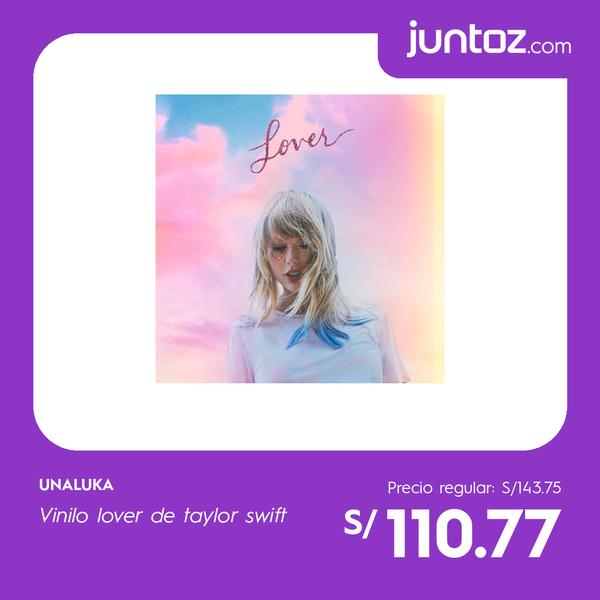 juntoz.com
Lover
UNALUKA
Vinilo lover de taylor swift
Precio regular: S/143.75
S/110.77